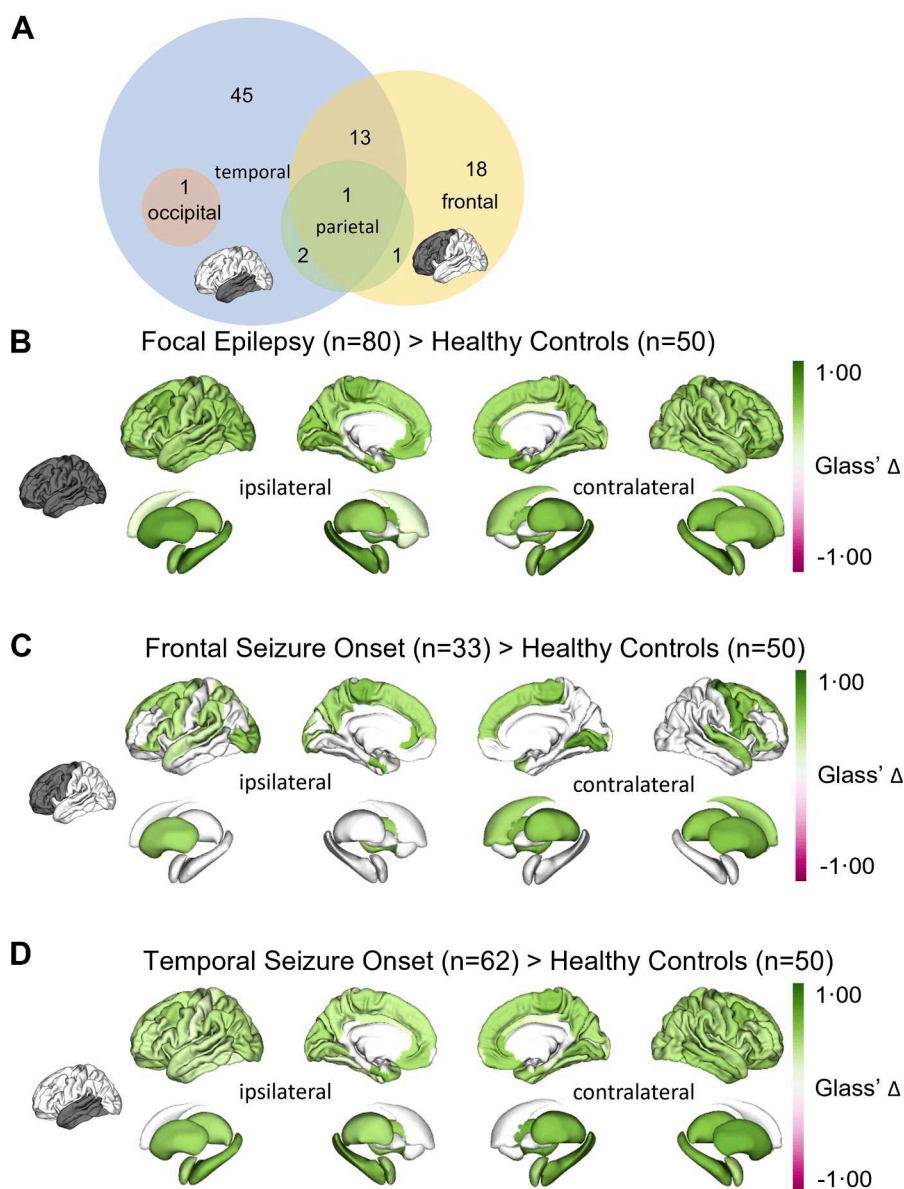 A
45
13
18
temporal
1
1
frontal
occipital
parietal
2
1
B
Focal Epilepsy (n=80) > Healthy Controls (n=50)
1·00
Glass’ Δ
ipsilateral
contralateral
-1·00
C
Frontal Seizure Onset (n=33) > Healthy Controls (n=50)
1·00
Glass’ Δ
ipsilateral
contralateral
-1·00
D
Temporal Seizure Onset (n=62) > Healthy Controls (n=50)
1·00
Glass’ Δ
ipsilateral
contralateral
-1·00